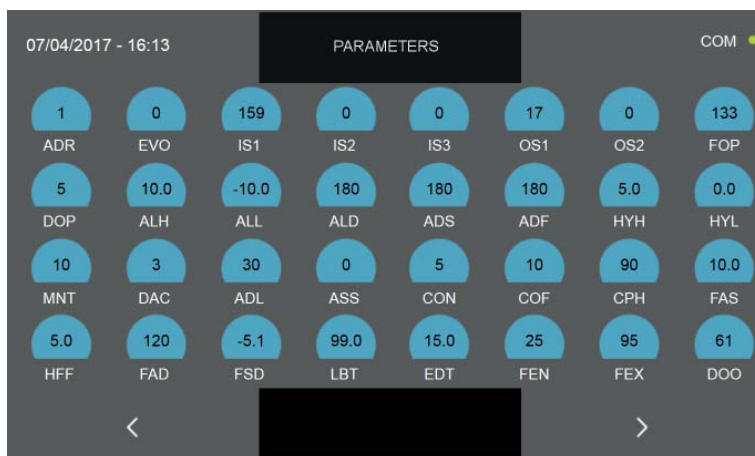 07/04/2017 - 16:13 PARAMETERS COM
1 0 159 0 0 17 0 133
ADR EVO IS1 IS2 IS3 OS1 OS2 FOP
5 10.0 -10.0 180 180 180 5.0 0.0
DOP ALH ALL ALD ADS ADF HYH HYL
10 3 30 0 5 10 90 10.0
MNT DAC ADL ASS CON COF CPH FAS
5.0 120 -5.1 99.0 15.0 25 95 61
HFF FAD FSD LBT EDT FEN FEX DOO